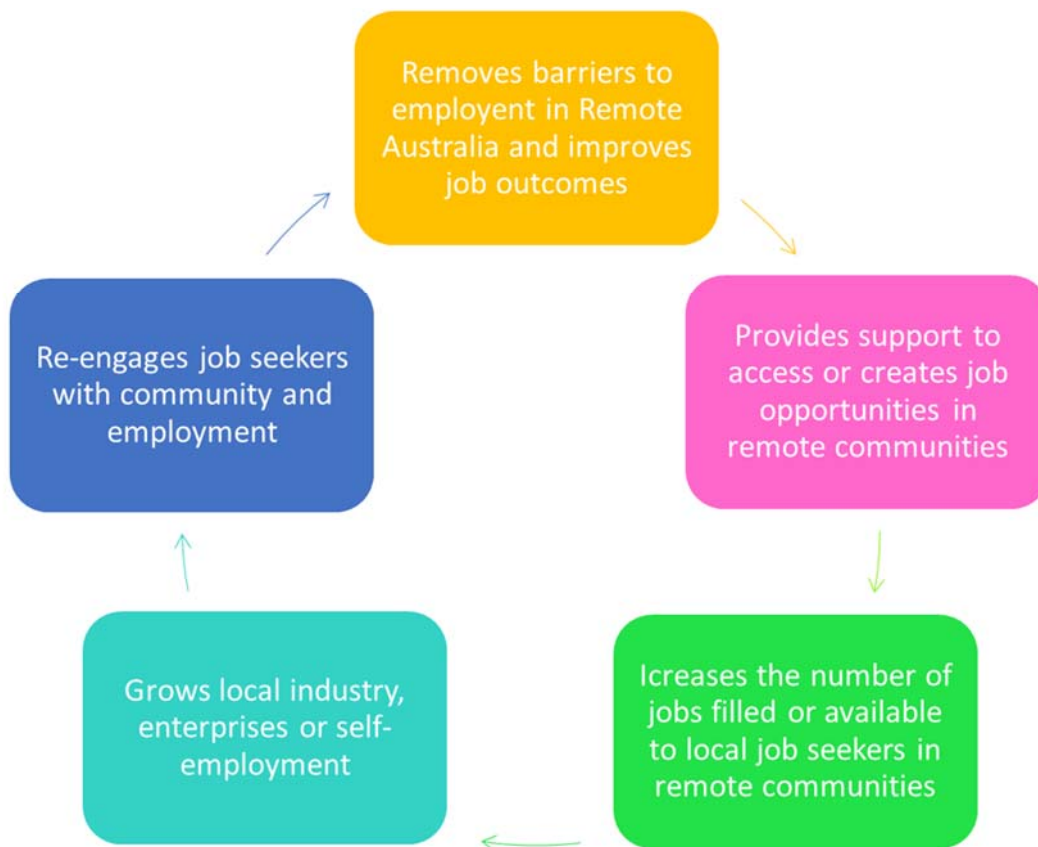 Removes barriers to
employent in Remote
Australia and improves
job outcomes
Provides support to
access or creates job
opportunities in
remote communities
Icreases the number of
jobs filled or available
to local job seekers in
remote communities
Grows local industry,
enterprises or self-
employment
Re-engages job seekers
with community and
employment